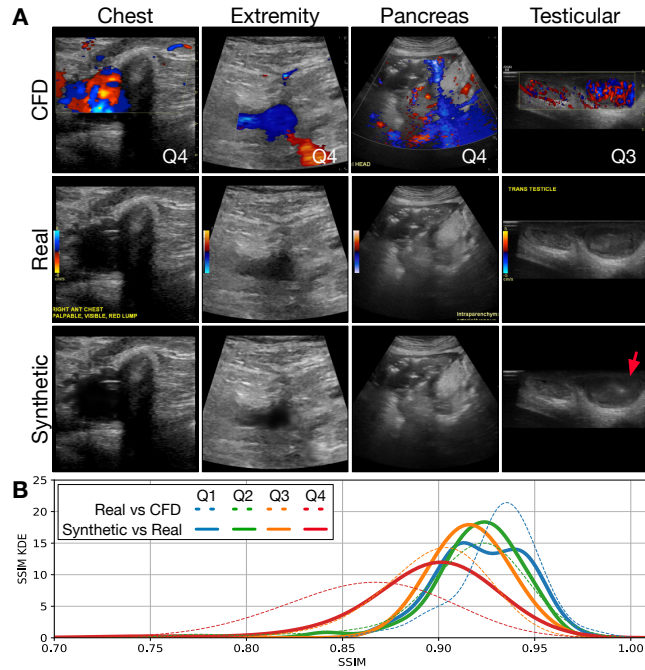 A Chest Extremity Pancreas Testicular
CFD
Q4
Q4
HEAD
Q4
Q3
Real
RIGHT ANT CHEST
PALPABLE, VISIBLE, RED LUMP
Intraparenchym
TRANS TESTICLE
Synthetic
B
Q1 Q2 Q3 Q4
Real vs CFD
Synthetic vs Real
SSIM KDE
25
20
15
10
5
0
0.70 0.75 0.80 0.85 0.90 0.95 1.00
SSIM